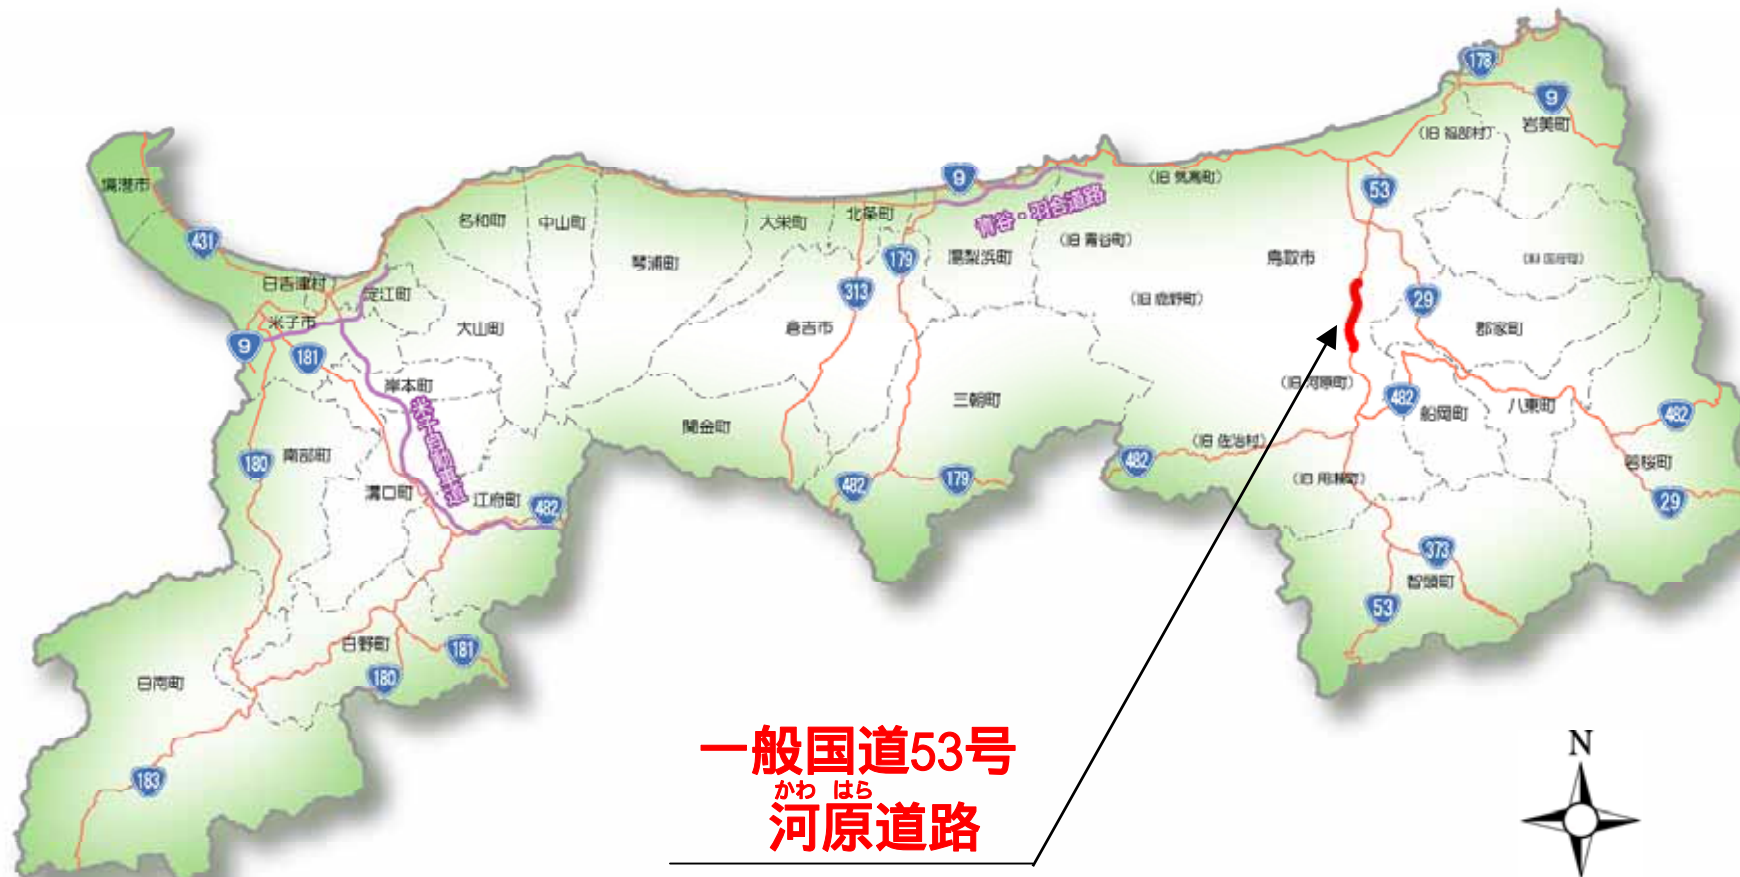 178
9
岩美町
(旧 福部村)
境港市
9
(旧 気高町)
53
青谷・羽合道路
名和町
中山町
大栄町
北条町
431
179
湯梨浜町
(旧 青谷町)
鳥取市
琴浦町
日吉津村
淀江町
313
(旧 鹿野町)
29
米子市
大山町
倉吉市
郡家町
9
181
岸本町
(旧 河原町)
三朝町
482
船岡町
八東町
482
関金町
(旧 佐治村)
南部町
180
482
若桜町
溝口町
江府町
482
482
179
(旧 用瀬町)
29
373
智頭町
53
日野町
181
180
日南町
183
一般国道53号
かわ はら
河原道路
N